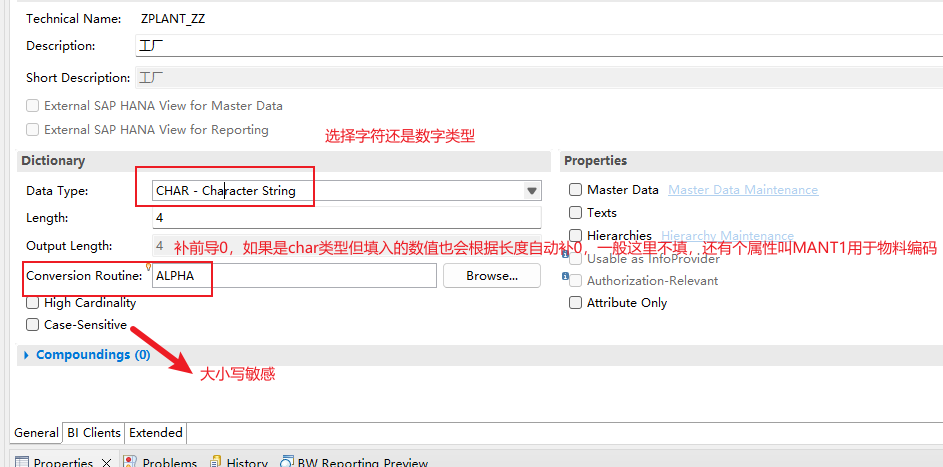 Technical Name: ZPLANT_ZZ
Description: 工厂
Short Description: 工厂
External SAP HANA View for Master Data
External SAP HANA View for Reporting
选择字符还是数字类型
Dictionary
Data Type: CHAR - Character String
Length: 4
Output Length: 4
补前导0，如果是char类型但填入的数值也会根据长度自动补0，一般这里不填，还有个属性叫MANT1用于物料编码
Conversion Routine: ALPHA Browse...
High Cardinality
Case-Sensitive
大小写敏感
Compoundings (0)
Properties
Master Data Master Data Maintenance
Texts
Hierarchies Hierarchy Maintenance
Usable as InfoProvider
Authorization-Relevant
Attribute Only
General BI Clients Extended
Properties Problems History BW Reporting Preview